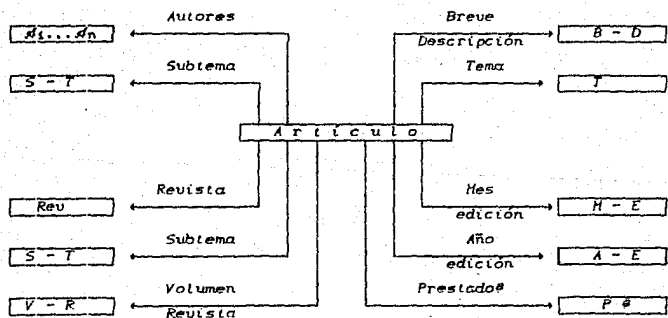 Autores
Breve
A1...An
Descripción
B - D
Subtema
Tema
S - T
T
A r t í c u l o
Revista
Mes
Rev
edición
M - E
Subtema
Año
S - T
edición
A - E
Volumen
Prestado#
V - R
Revista
P #